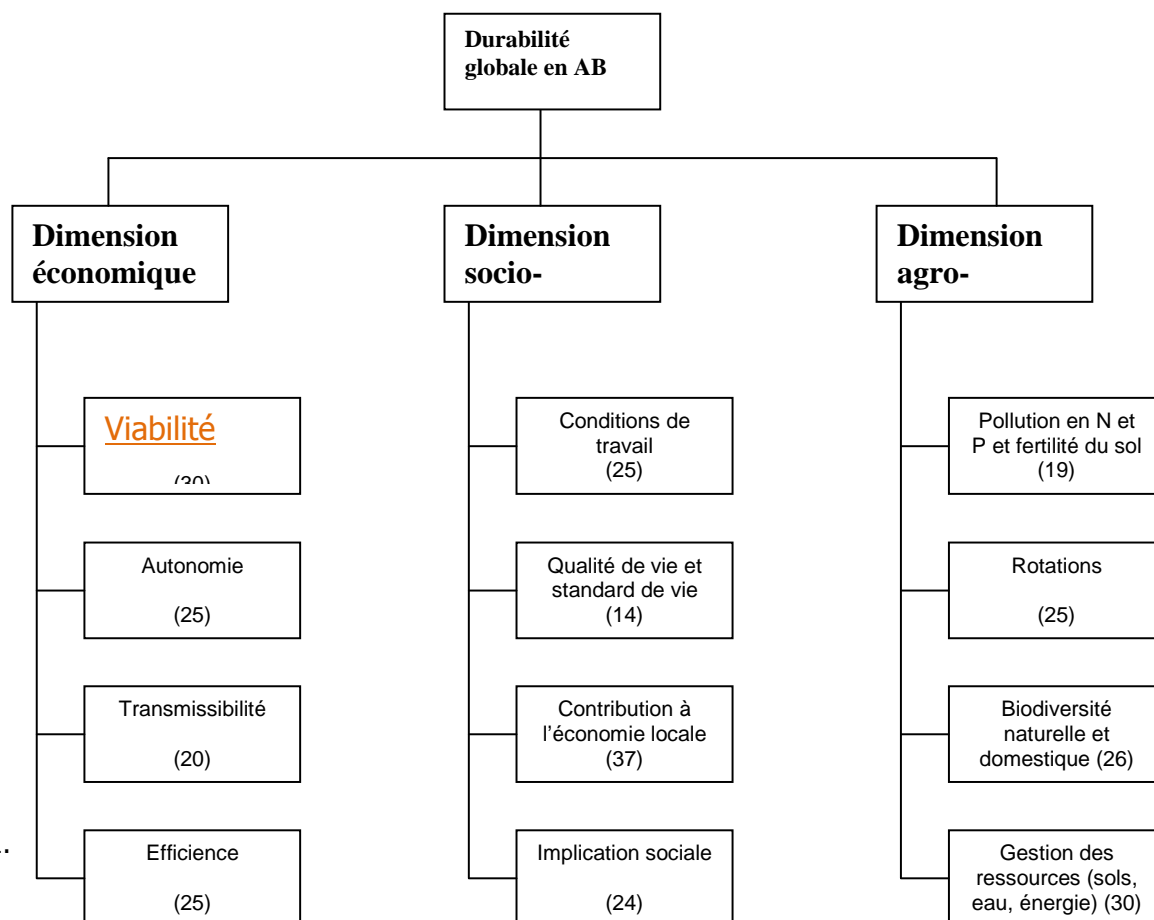 Durabilité
globale en AB
Dimension
économique
Dimension
socio-
Dimension
agro-
Viabilité
(30)
Autonomie
(25)
Transmissibilité
(20)
Efficience
(25)
Conditions de
travail
(25)
Qualité de vie et
standard de vie
(14)
Contribution à
l’économie locale
(37)
Implication sociale
(24)
Pollution en N et
P et fertilité du sol
(19)
Rotations
(25)
Biodiversité
naturelle et
domestique (26)
Gestion des
ressources (sols,
eau, énergie) (30)